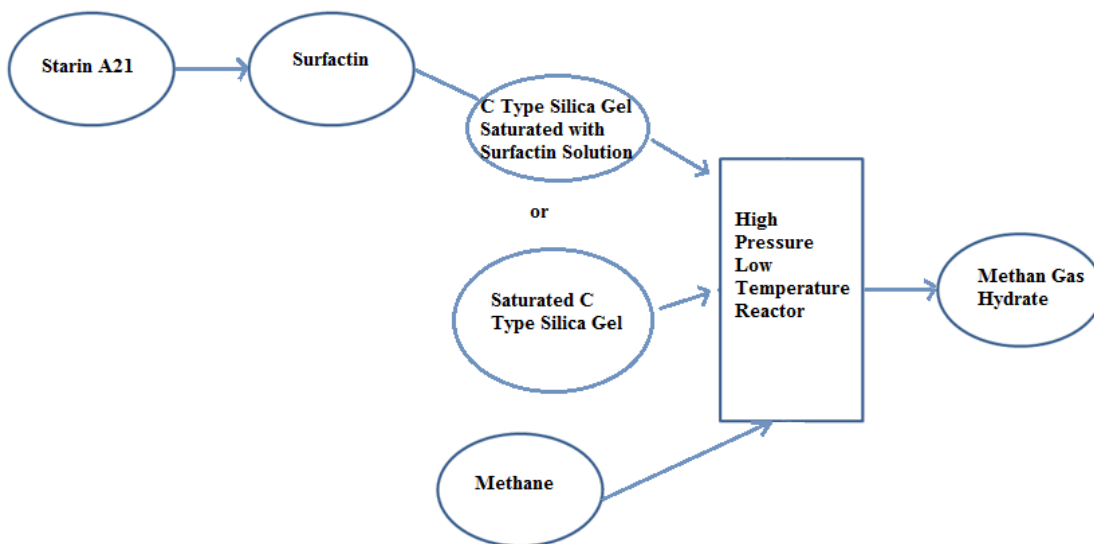 Starin A21
Surfactin
C Type Silica Gel
Saturated with
Surfactin Solution
or
Saturated C
Type Silica Gel
Methane
High
Pressure
Low
Temperature
Reactor
Methan Gas
Hydrate